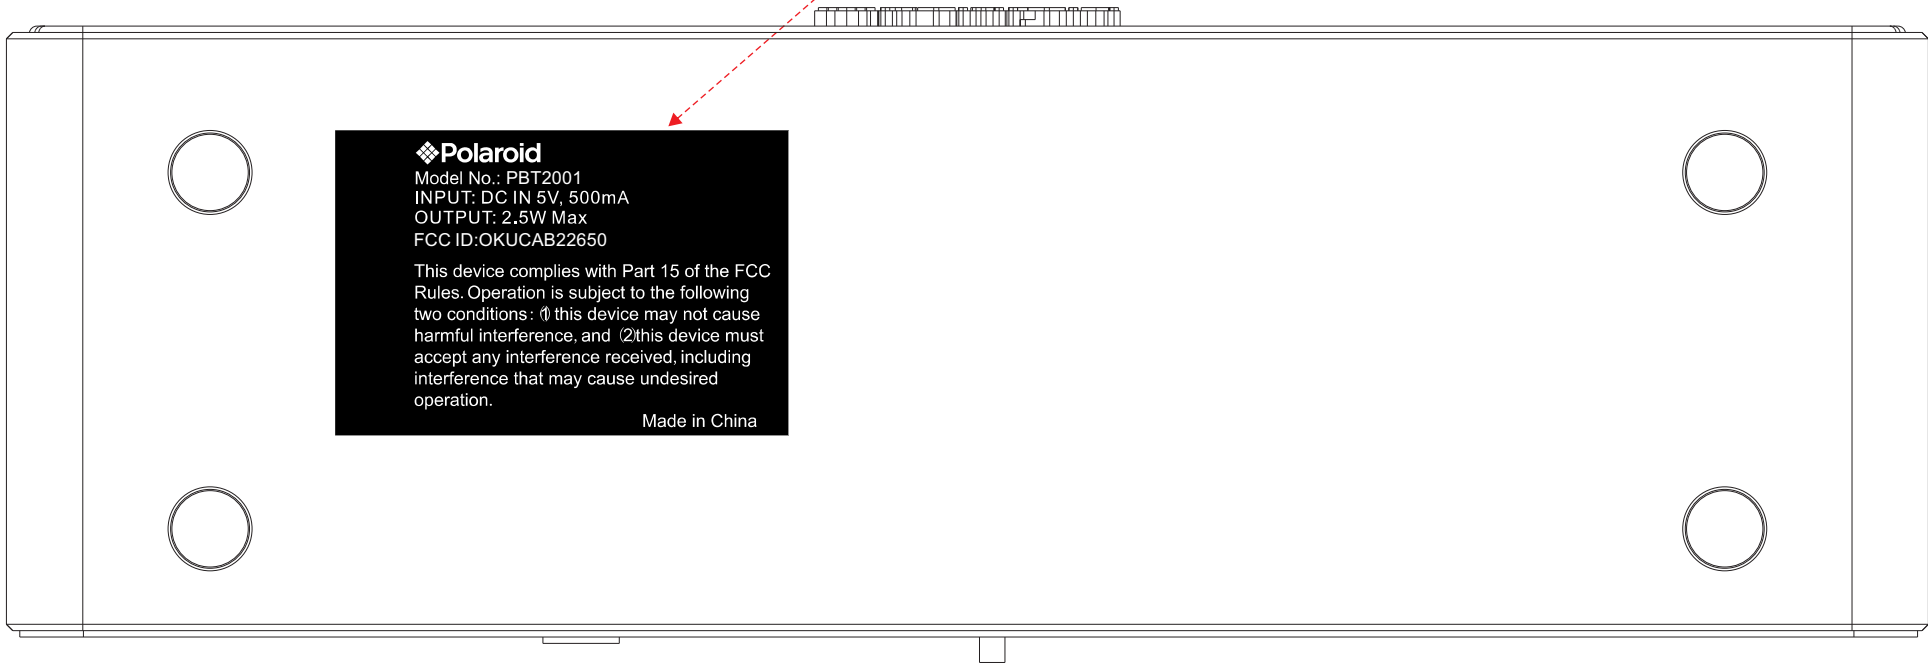 Polaroid
Model No.: PBT2001
INPUT: DC IN 5V, 500mA
OUTPUT: 2.5W Max
FCC ID:OKUCAB22650
This device complies with Part 15 of the FCC
Rules. Operation is subject to the following
two conditions: (1) this device may not cause
harmful interference, and (2)this device must
accept any interference received, including
interference that may cause undesired
operation.
Made in China